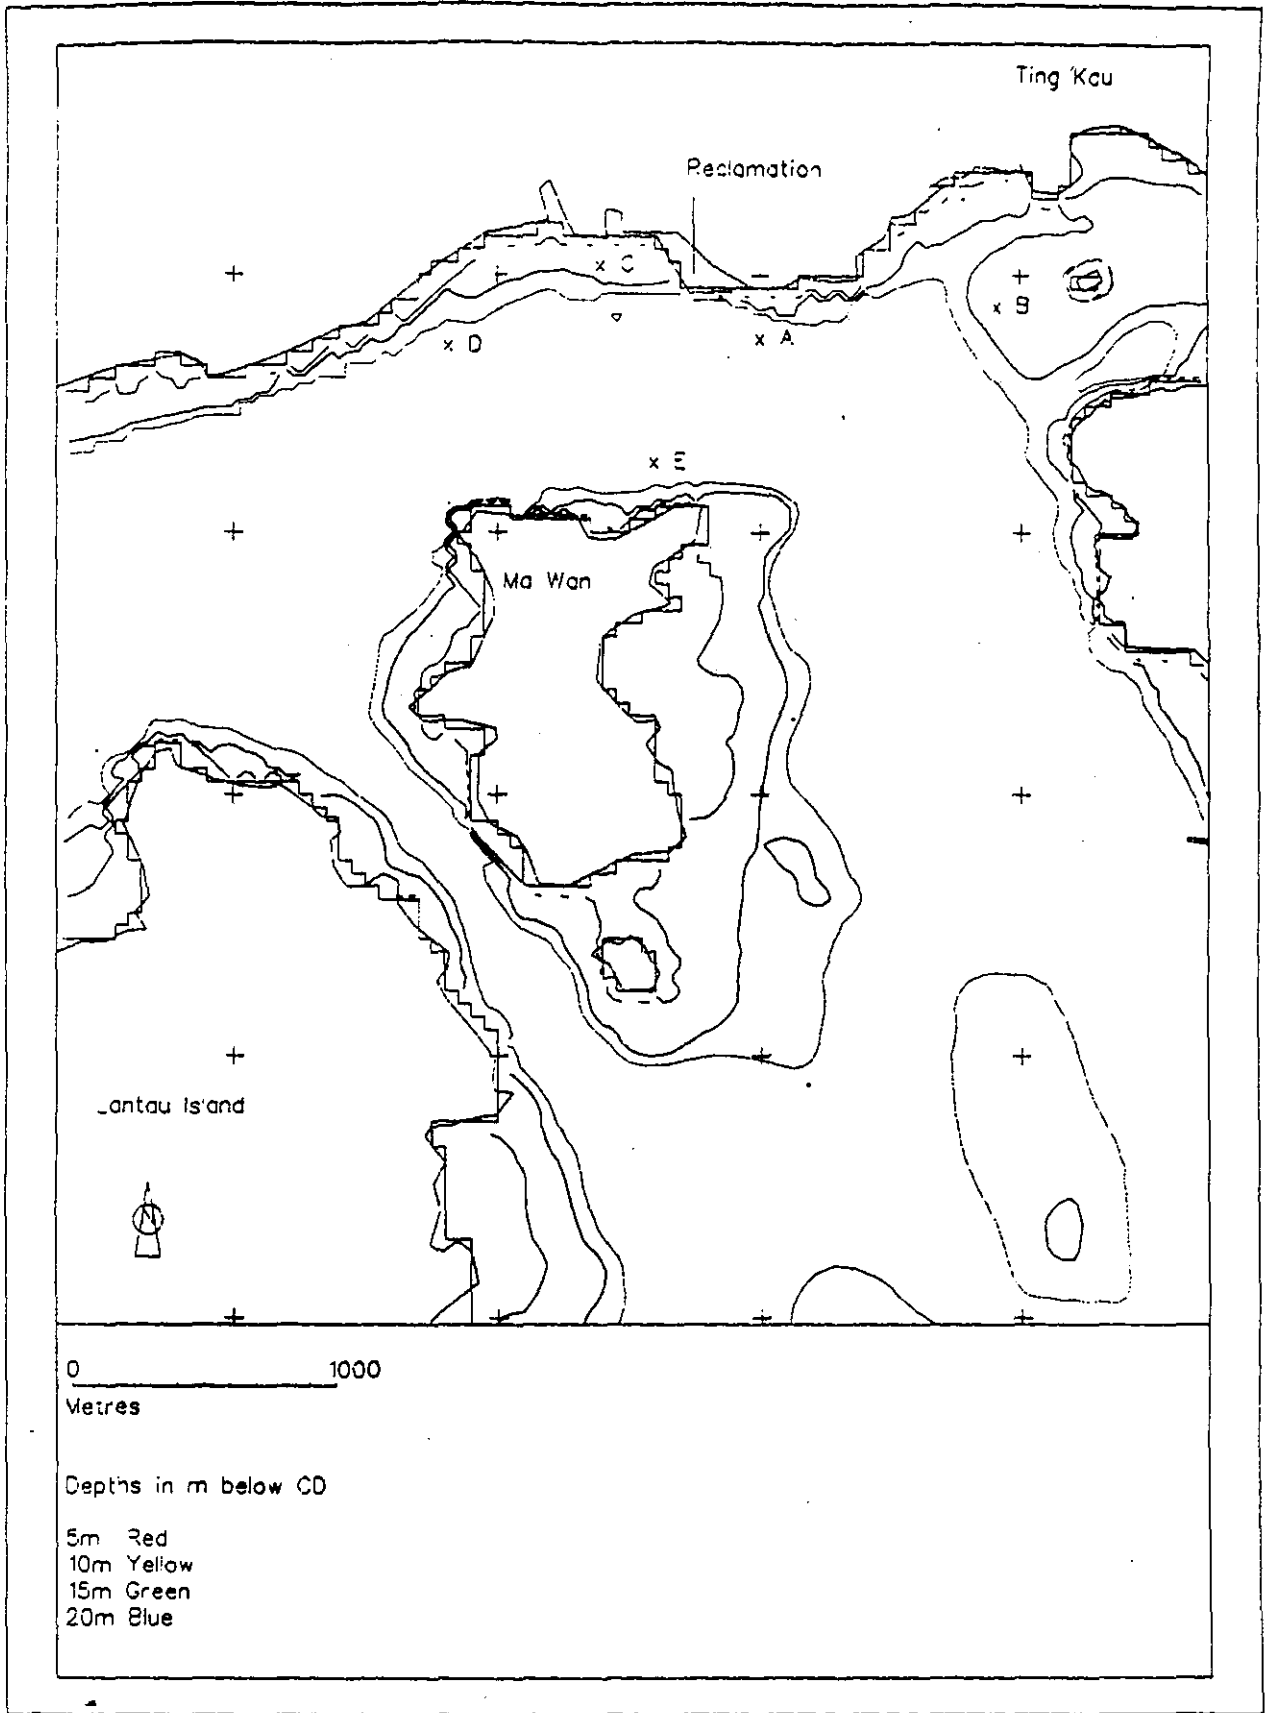 Ting Kau
Reclamation
x C
x B
x D
x A
x E
Ma Wan
Lantau Island
N
0 1000
Metres
Depths in m below CD
5m Red
10m Yellow
15m Green
20m Blue